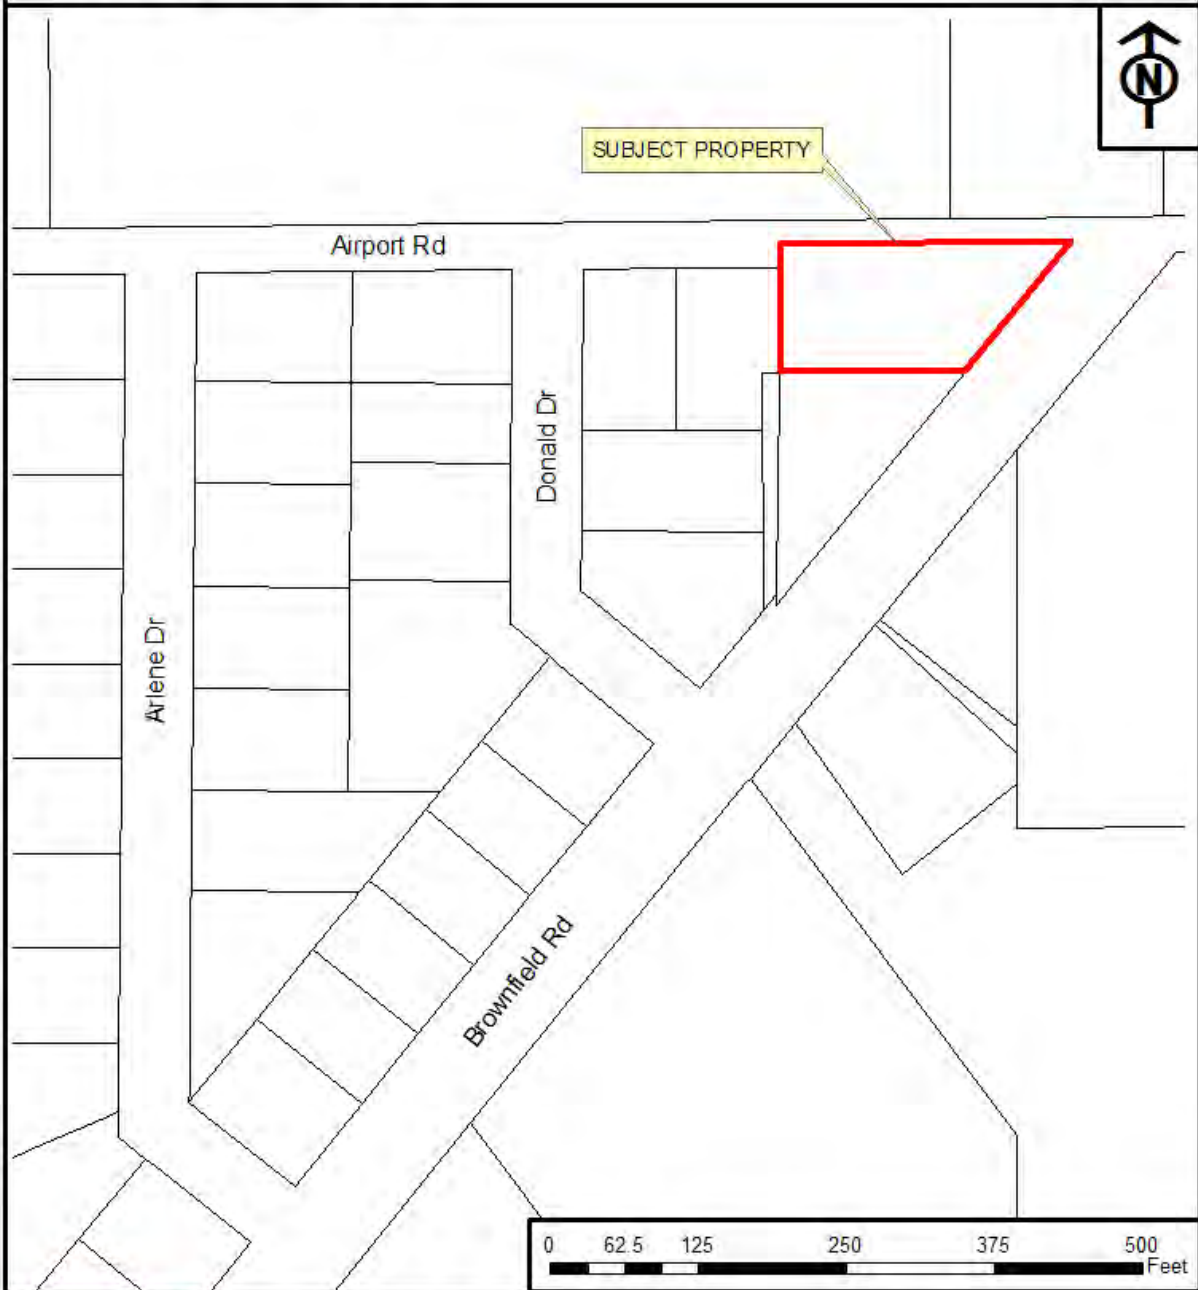 N
SUBJECT PROPERTY
Airport Rd
Donald Dr
Arlene Dr
Brownfield Rd
0 62.5 125 250 375 500
Feet